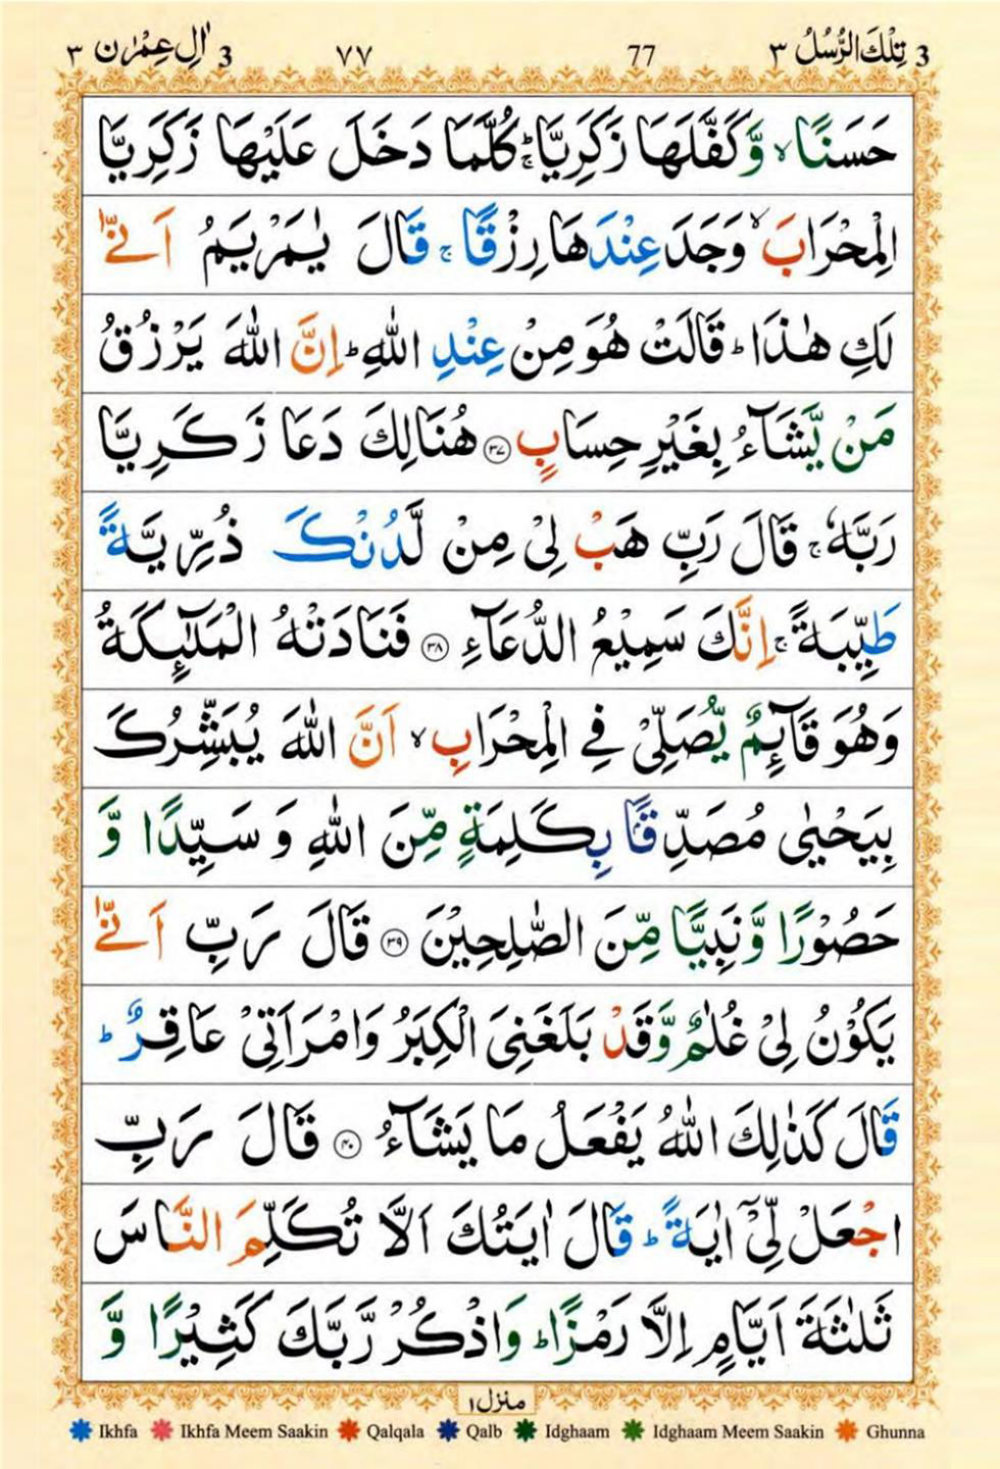 3 تِلْكَ الرُّسُلُ ٣ 77 ٧٧ 3 اٰلِ عِمْرٰن ٣
حَسَنًا ۙ وَّكَفَّلَهَا زَكَرِيَّا ۚ ؕ كُلَّمَا دَخَلَ عَلَيْهَا زَكَرِيَّا
الْمِحْرَابَ ۙ وَجَدَ عِنْدَهَا رِزْقًا ۚ قَالَ يٰمَرْيَمُ اَنّٰى
لَكِ هٰذَا ؕ قَالَتْ هُوَ مِنْ عِنْدِ اللّٰهِ ؕ اِنَّ اللّٰهَ يَرْزُقُ
مَنْ يَّشَآءُ بِغَيْرِ حِسَابٍ ﴿۳۷﴾ هُنَالِكَ دَعَا زَكَرِيَّا
رَبَّهٗ ۚ قَالَ رَبِّ هَبْ لِىْ مِنْ لَّدُنْكَ ذُرِّيَّةً
طَيِّبَةً ۚ اِنَّكَ سَمِيْعُ الدُّعَآءِ ﴿۳۸﴾ فَنَادَتْهُ الْمَلٰٓئِكَةُ
وَهُوَ قَآئِمٌ يُّصَلِّىْ فِى الْمِحْرَابِ ۙ اَنَّ اللّٰهَ يُبَشِّرُكَ
بِيَحْيٰى مُصَدِّقًۢا بِكَلِمَةٍ مِّنَ اللّٰهِ وَ سَيِّدًا وَّ
حَصُوْرًا وَّنَبِيًّا مِّنَ الصّٰلِحِيْنَ ﴿۳۹﴾ قَالَ رَبِّ اَنّٰى
يَكُوْنُ لِىْ غُلٰمٌ وَّقَدْ بَلَغَنِىَ الْكِبَرُ وَامْرَاَتِىْ عَاقِرٌ ؕ
قَالَ كَذٰلِكَ اللّٰهُ يَفْعَلُ مَا يَشَآءُ ﴿۴۰﴾ قَالَ رَبِّ
اجْعَلْ لِّىْٓ اٰيَةً ؕ قَالَ اٰيَتُكَ اَلَّا تُكَلِّمَ النَّاسَ
ثَلٰثَةَ اَيَّامٍ اِلَّا رَمْزًا ؕ وَاذْكُرْ رَّبَّكَ كَثِيْرًا وَّ
منزل ۱
Ikhfa Ikhfa Meem Saakin Qalqala Qalb Idghaam Idghaam Meem Saakin Ghunna